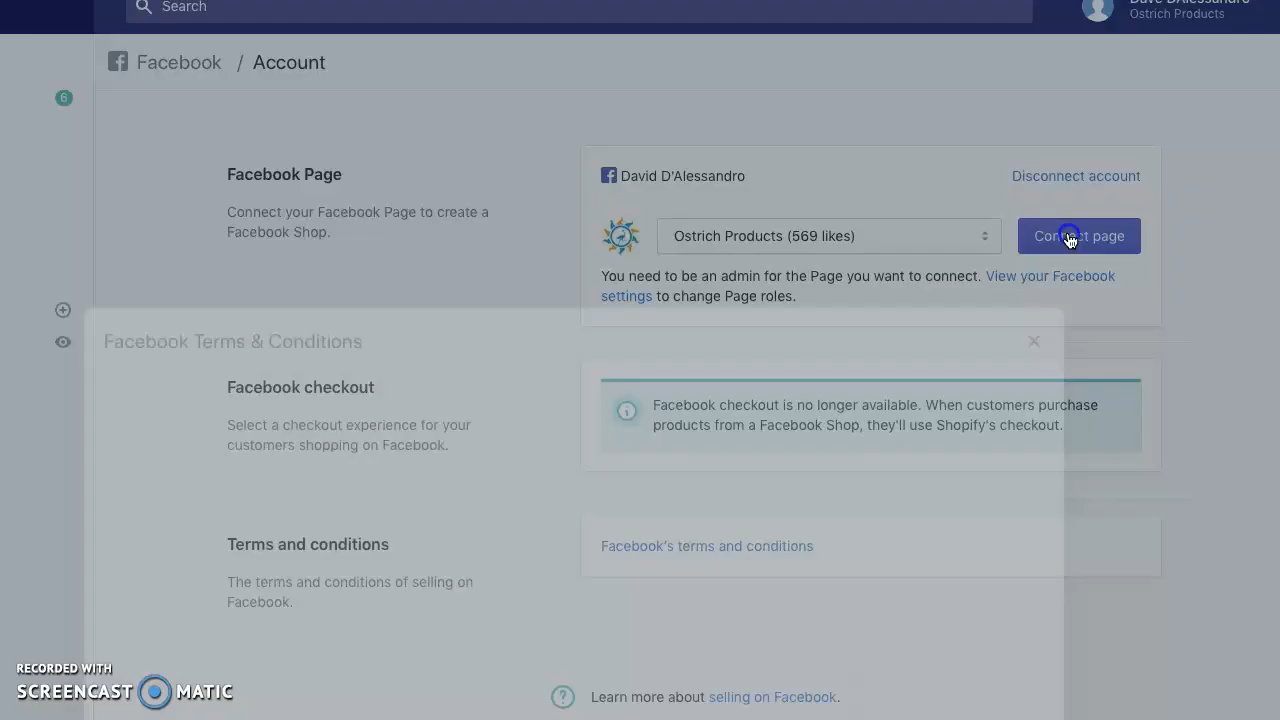 Search
Dave D'Alessandro
Ostrich Products
Facebook / Account
6
Facebook Page
Connect your Facebook Page to create a
Facebook Shop.
David D'Alessandro
Disconnect account
Ostrich Products (569 likes)
Connect page
You need to be an admin for the Page you want to connect. View your Facebook
settings to change Page roles.
Facebook Terms & Conditions
Facebook checkout
Select a checkout experience for your
customers shopping on Facebook.
Facebook checkout is no longer available. When customers purchase
products from a Facebook Shop, they'll use Shopify's checkout.
Terms and conditions
The terms and conditions of selling on
Facebook.
Facebook's terms and conditions
Learn more about selling on Facebook.
RECORDED WITH
SCREENCAST MATIC